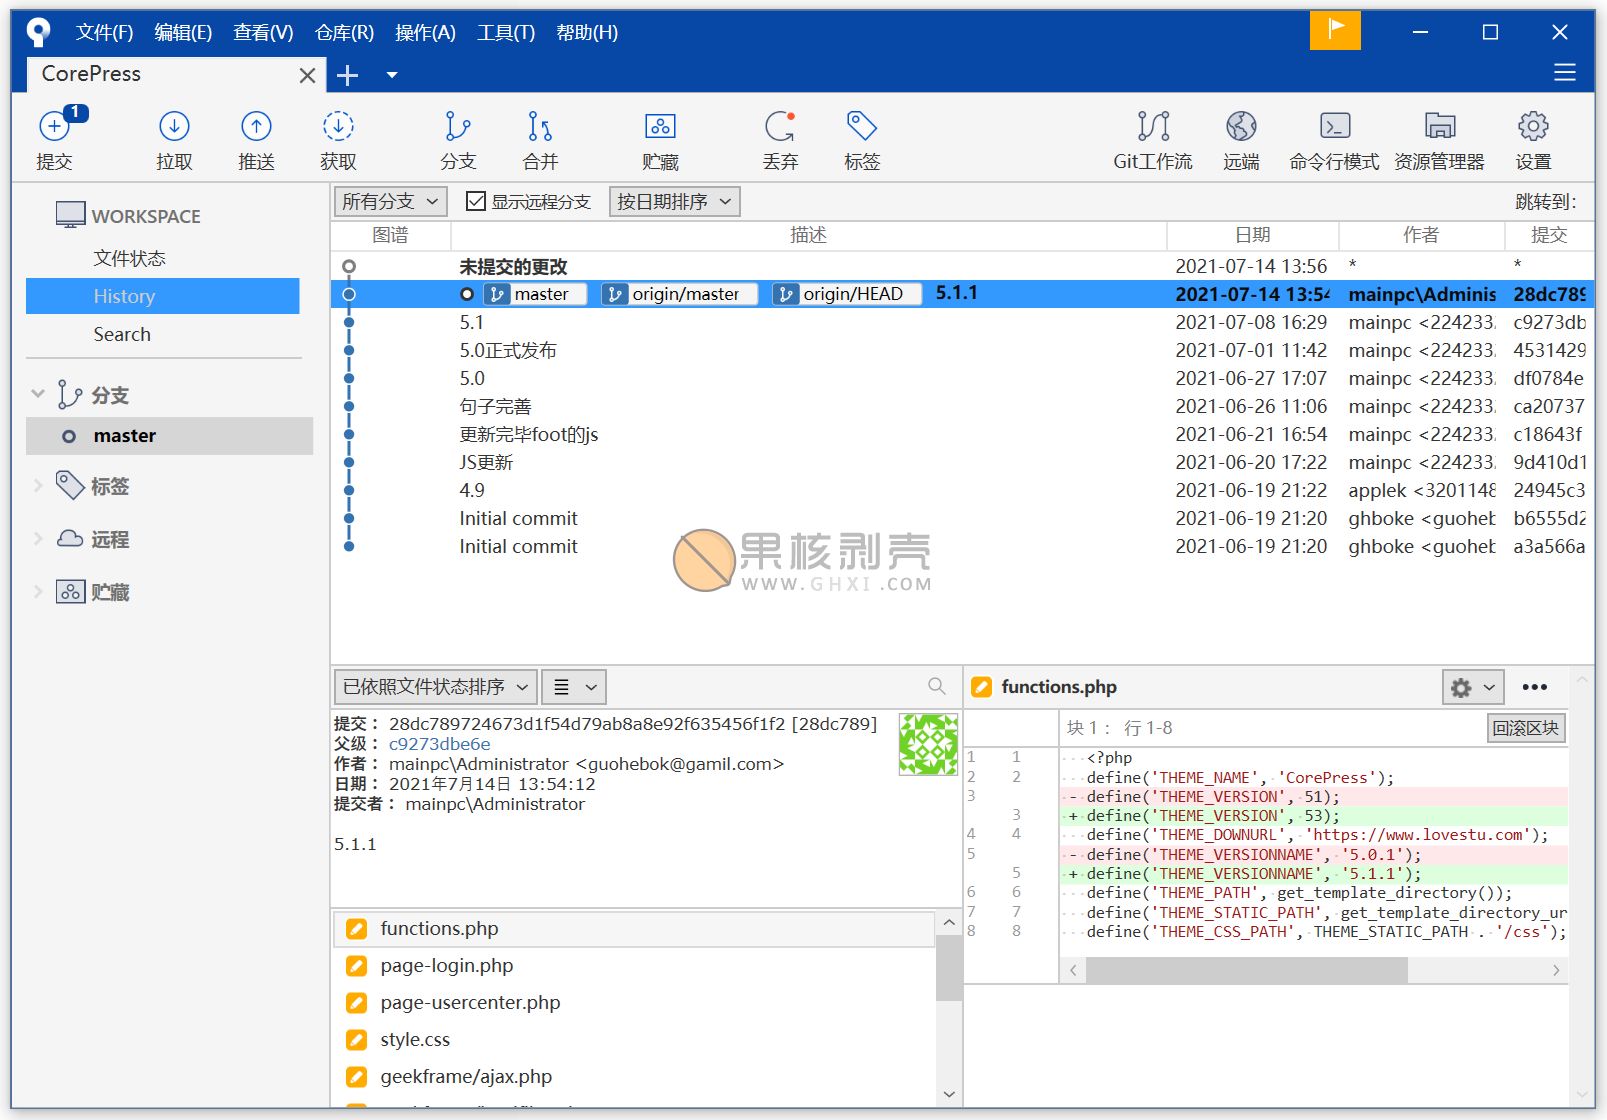 文件(F) 编辑(E) 查看(V) 仓库(R) 操作(A) 工具(T) 帮助(H)
CorePress
1
提交 拉取 推送 获取 分支 合并 贮藏 丢弃 标签 Git工作流 远端 命令行模式 资源管理器 设置
WORKSPACE
文件状态
History
Search
分支
master
标签
远程
贮藏
所有分支 显示远程分支 按日期排序 跳转到:
图谱 描述 日期 作者 提交
未提交的更改 2021-07-14 13:56 * *
master origin/master origin/HEAD 5.1.1 2021-07-14 13:54 mainpc\Adminis 28dc789
5.1 2021-07-08 16:29 mainpc <224233 c9273db
5.0正式发布 2021-07-01 11:42 mainpc <224233 4531429
5.0 2021-06-27 17:07 mainpc <224233 df0784e
句子完善 2021-06-26 11:06 mainpc <224233 ca20737
更新完毕foot的js 2021-06-21 16:54 mainpc <224233 c18643f
JS更新 2021-06-20 17:22 mainpc <224233 9d410d1
4.9 2021-06-19 21:22 applek <3201148 24945c3
Initial commit 2021-06-19 21:20 ghboke <guoheb b6555d2
Initial commit 2021-06-19 21:20 ghboke <guoheb a3a566a
果核剥壳
WWW.GHXI.COM
已依照文件状态排序
提交： 28dc789724673d1f54d79ab8a8e92f635456f1f2 [28dc789]
父级： c9273dbe6e
作者： mainpc\Administrator <guohebok@gamil.com>
日期： 2021年7月14日 13:54:12
提交者： mainpc\Administrator
5.1.1
functions.php
page-login.php
page-usercenter.php
style.css
geekframe/ajax.php
functions.php
块 1： 行 1-8 回滚区块
1 1 <?php
2 2 define('THEME_NAME', 'CorePress');
3 - define('THEME_VERSION', 51);
3 + define('THEME_VERSION', 53);
4 4 define('THEME_DOWNURL', 'https://www.lovestu.com');
5 - define('THEME_VERSIONNAME', '5.0.1');
5 + define('THEME_VERSIONNAME', '5.1.1');
6 6 define('THEME_PATH', get_template_directory());
7 7 define('THEME_STATIC_PATH', get_template_directory_ur
8 8 define('THEME_CSS_PATH', THEME_STATIC_PATH . '/css');